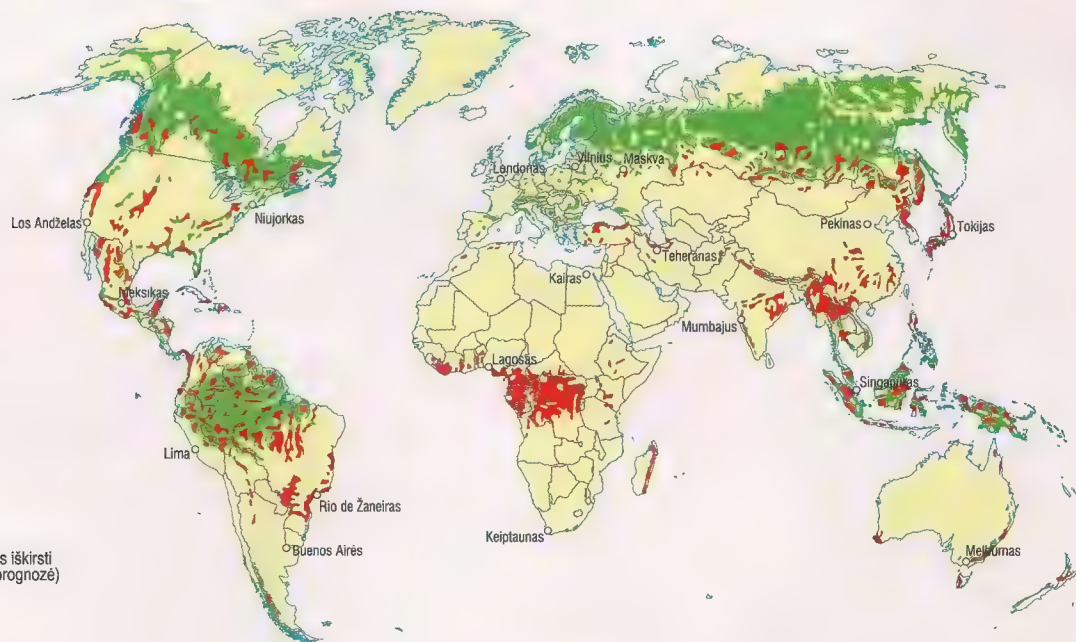 Vilnius
Maskva
Londonas
Los Andželas
Niujorkas
Pekinas
Tokijas
Teheranas
Kairas
Meksikas
Mumbajus
Lagosas
Singapūras
Lima
Rio de Žaneiras
Keiptaunas
Buenos Airės
Melburnas
s iškirsti
prognozė)